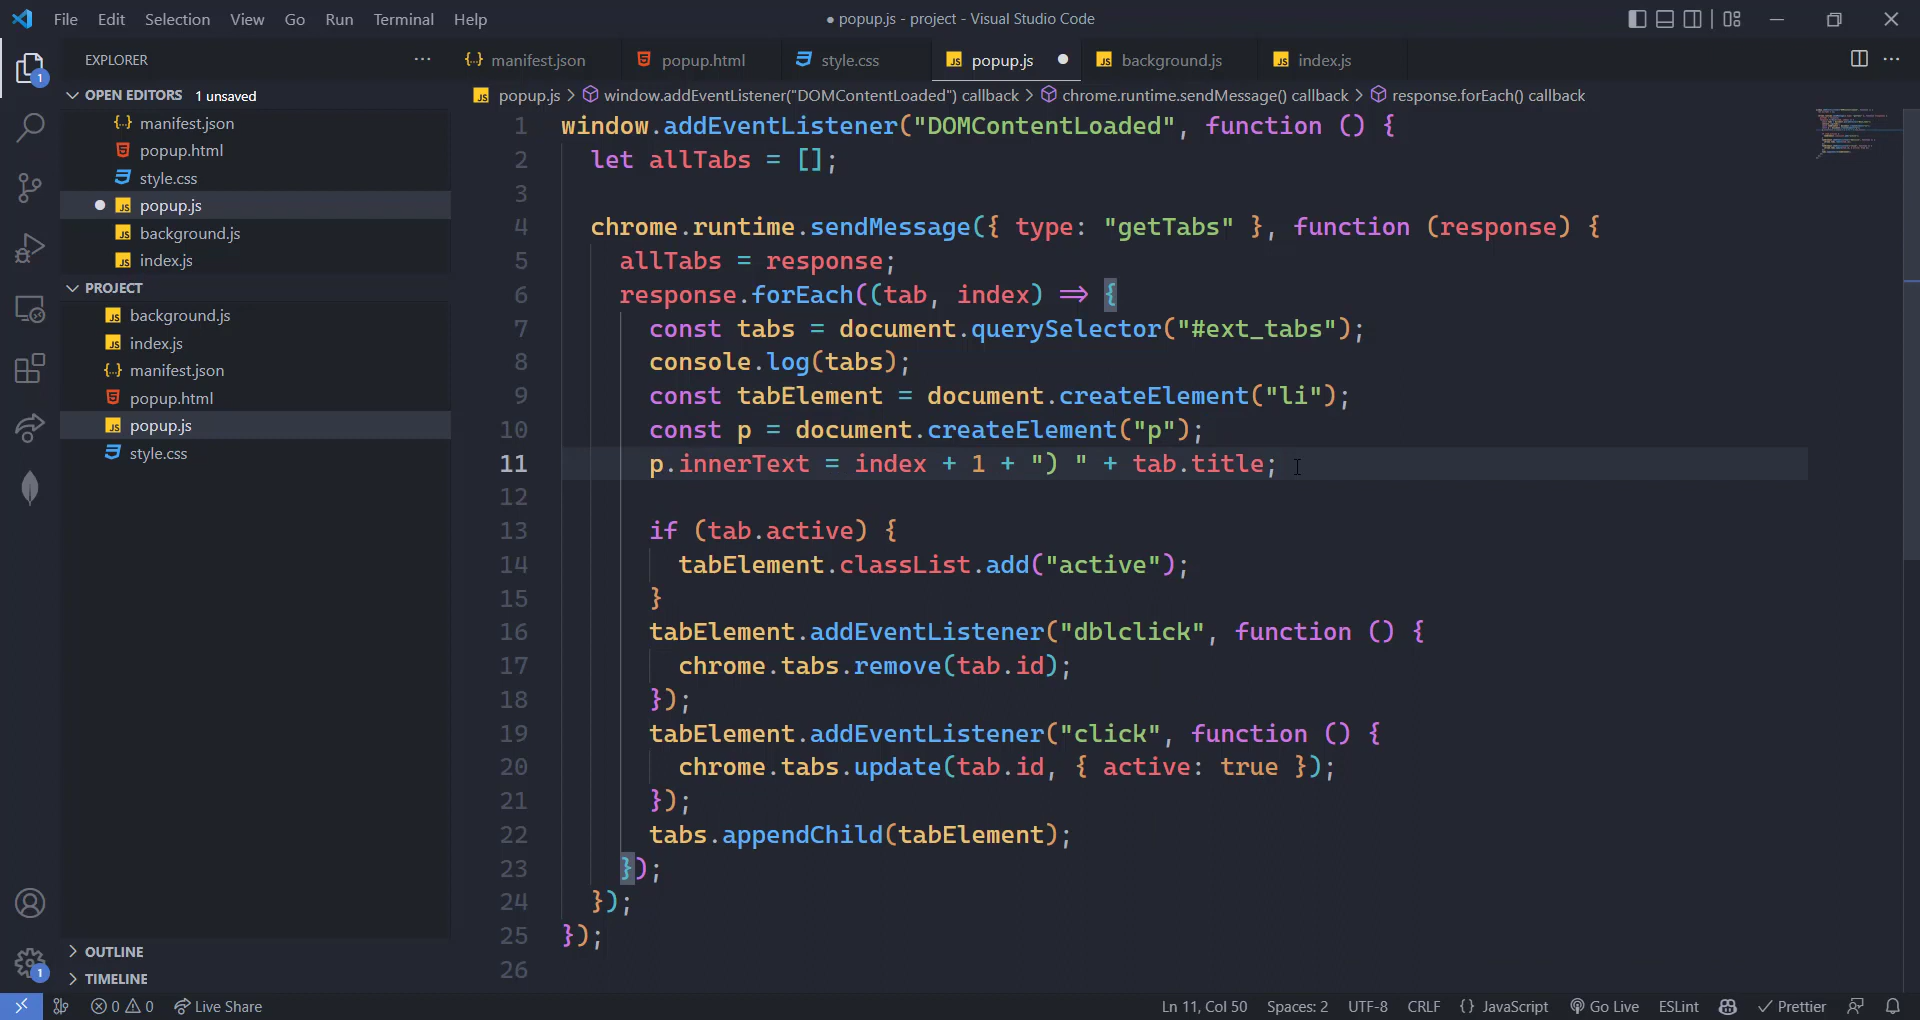 File Edit Selection View Go Run Terminal Help
● popup.js - project - Visual Studio Code
EXPLORER
OPEN EDITORS 1 unsaved
manifest.json
popup.html
style.css
popup.js
background.js
index.js
PROJECT
background.js
index.js
manifest.json
popup.html
popup.js
style.css
OUTLINE
TIMELINE
1
1
manifest.json popup.html style.css popup.js background.js index.js
popup.js > window.addEventListener("DOMContentLoaded") callback > chrome.runtime.sendMessage() callback > response.forEach() callback
1 window.addEventListener("DOMContentLoaded", function () {
2 let allTabs = [];
3
4 chrome.runtime.sendMessage({ type: "getTabs" }, function (response) {
5 allTabs = response;
6 response.forEach((tab, index) => {
7 const tabs = document.querySelector("#ext_tabs");
8 console.log(tabs);
9 const tabElement = document.createElement("li");
10 const p = document.createElement("p");
11 p.innerText = index + 1 + ") " + tab.title;
12
13 if (tab.active) {
14 tabElement.classList.add("active");
15 }
16 tabElement.addEventListener("dblclick", function () {
17 chrome.tabs.remove(tab.id);
18 });
19 tabElement.addEventListener("click", function () {
20 chrome.tabs.update(tab.id, { active: true });
21 });
22 tabs.appendChild(tabElement);
23 });
24 });
25 });
26
0 0 Live Share
Ln 11, Col 50 Spaces: 2 UTF-8 CRLF {} JavaScript Go Live ESLint Prettier